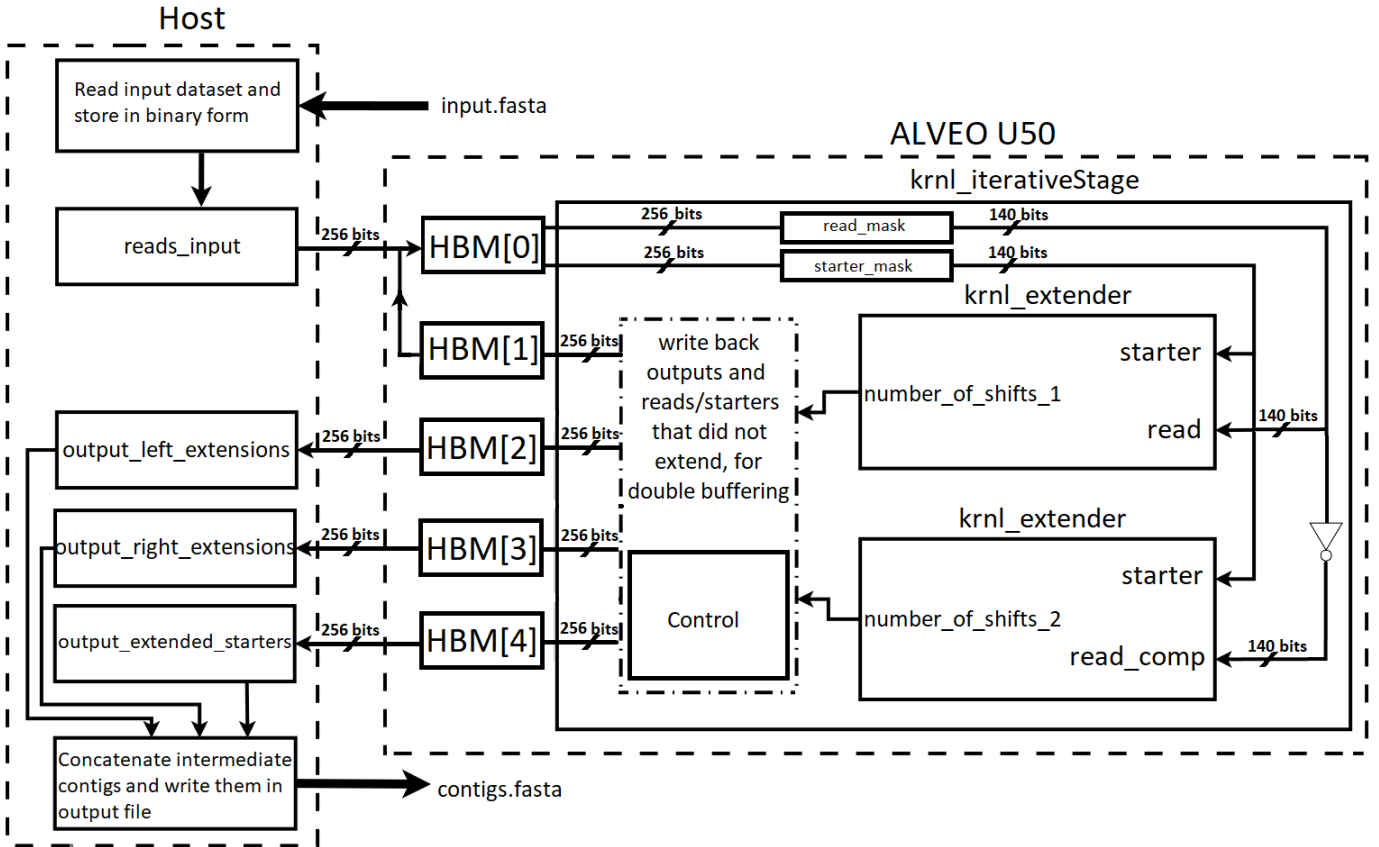 Host
Read input dataset and
store in binary form
input.fasta
ALVEO U50
krnl_iterativeStage
reads_input
256 bits
HBM[0]
256 bits
read_mask
140 bits
256 bits
starter_mask
140 bits
HBM[1]
256 bits
write back
outputs and
reads/starters
that did not
extend, for
double buffering
krnl_extender
starter
number_of_shifts_1
read
140 bits
output_left_extensions
256 bits
HBM[2]
256 bits
output_right_extensions
256 bits
HBM[3]
256 bits
krnl_extender
starter
number_of_shifts_2
read_comp
140 bits
Control
output_extended_starters
256 bits
HBM[4]
256 bits
Concatenate intermediate
contigs and write them in
output file
contigs.fasta